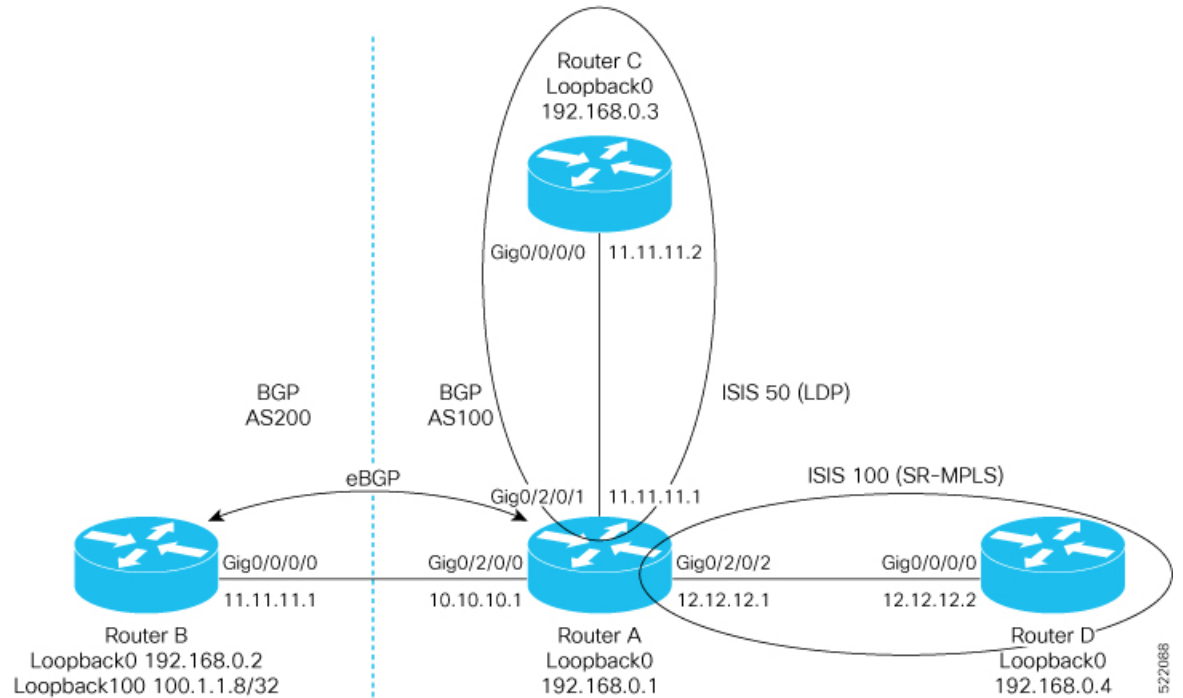 Router C
Loopback0
192.168.0.3
Gig0/0/0/0
11.11.11.2
BGP
AS200
BGP
AS100
ISIS 50 (LDP)
eBGP
Gig0/2/0/1
11.11.11.1
ISIS 100 (SR-MPLS)
Gig0/0/0/0
Gig0/2/0/0
Gig0/2/0/2
Gig0/0/0/0
11.11.11.1
10.10.10.1
12.12.12.1
12.12.12.2
Router B
Loopback0 192.168.0.2
Loopback100 100.1.1.8/32
Router A
Loopback0
192.168.0.1
Router D
Loopback0
192.168.0.4
522088